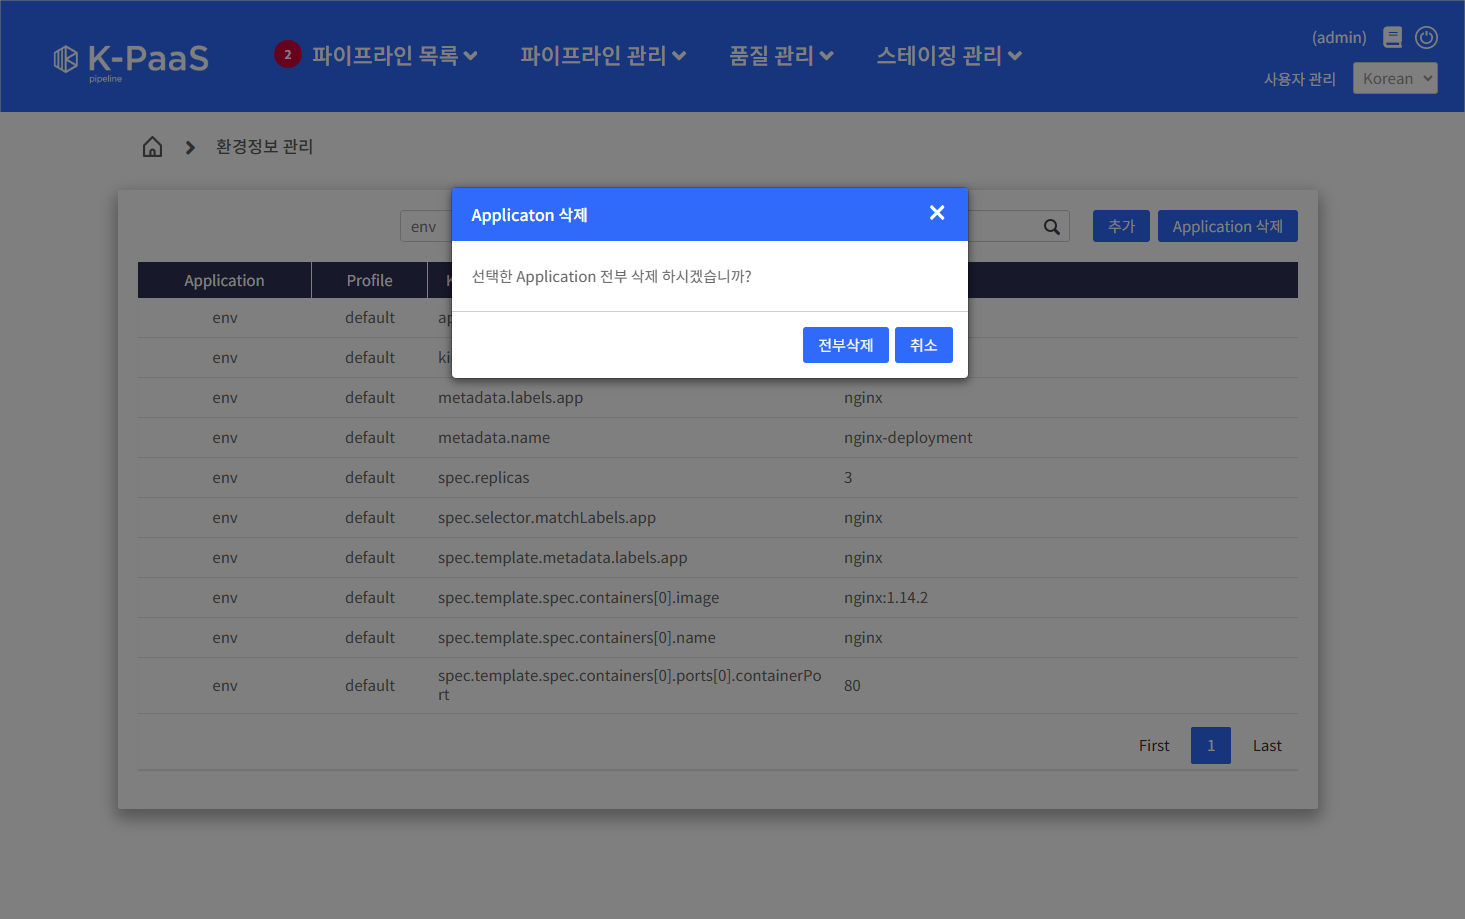 K-PaaS
pipeline
2
파이프라인 목록
파이프라인 관리
품질 관리
스테이징 관리
(admin)
사용자 관리
Korean
환경정보 관리
env
추가
Application 삭제
Applicaton 삭제
선택한 Application 전부 삭제 하시겠습니까?
전부삭제
취소
Application Profile
env default
env default
env default metadata.labels.app nginx
env default metadata.name nginx-deployment
env default spec.replicas 3
env default spec.selector.matchLabels.app nginx
env default spec.template.metadata.labels.app nginx
env default spec.template.spec.containers[0].image nginx:1.14.2
env default spec.template.spec.containers[0].name nginx
env default spec.template.spec.containers[0].ports[0].containerPo 80
rt
First 1 Last